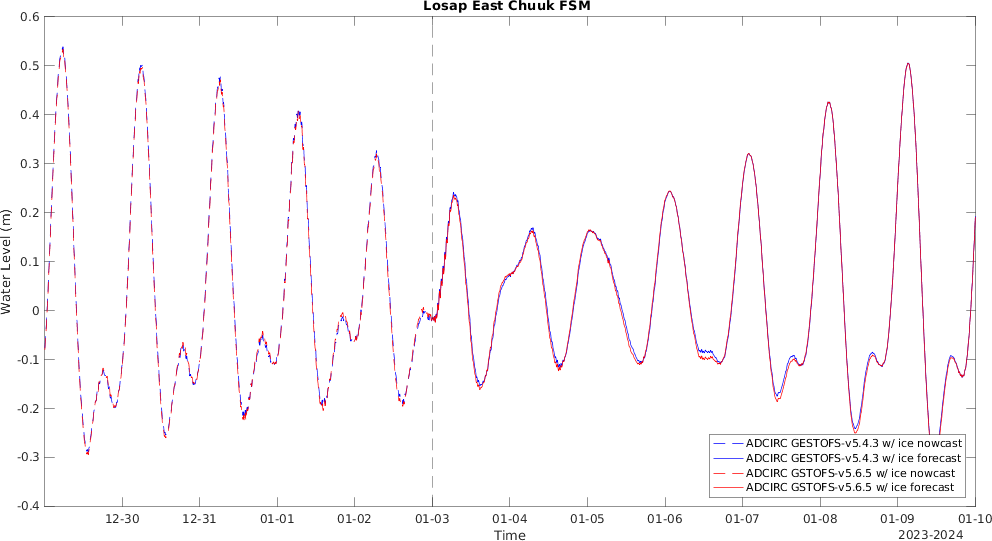 Losap East Chuuk FSM
0.6
0.5
0.4
0.3
0.2
0.1
0
-0.1
-0.2
-0.3
-0.4
Water Level (m)
ADCIRC GESTOFS-v5.4.3 w/ ice nowcast
ADCIRC GESTOFS-v5.4.3 w/ ice forecast
ADCIRC GSTOFS-v5.6.5 w/ ice nowcast
ADCIRC GSTOFS-v5.6.5 w/ ice forecast
12-30 12-31 01-01 01-02 01-03 01-04 01-05 01-06 01-07 01-08 01-09 01-10
Time
2023-2024